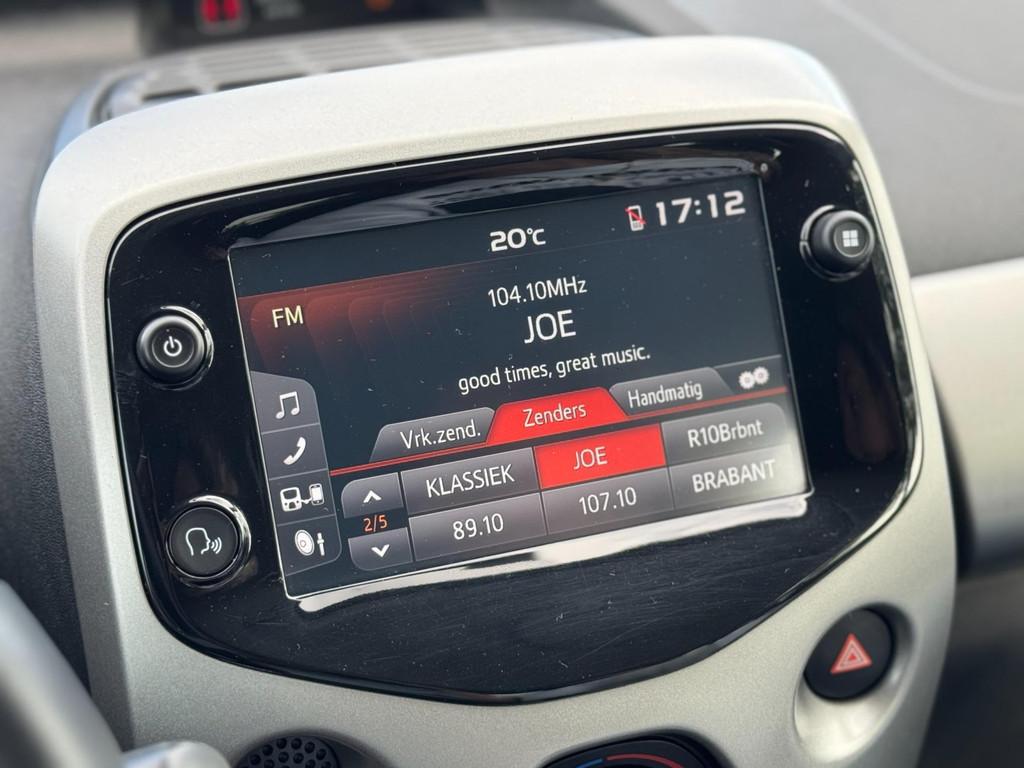 20°C
17:12
FM
104.10MHz
JOE
good times, great music.
Vrk.zend.
Zenders
Handmatig
KLASSIEK
JOE
R10Brbnt
2/5
89.10
107.10
BRABANT